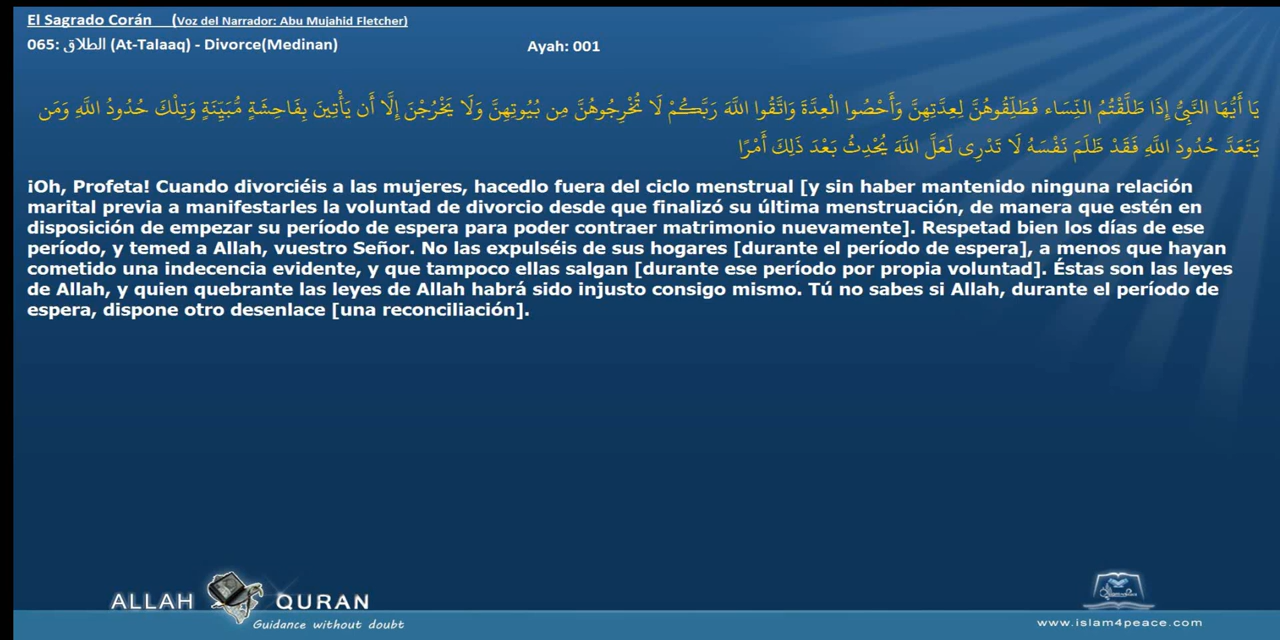 El Sagrado Corán (Voz del Narrador: Abu Mujahid Fletcher)
065: الطلاق (At-Talaaq) - Divorce(Medinan) Ayah: 001
يَا أَيُّهَا النَّبِيُّ إِذَا طَلَّقْتُمُ النِّسَاء فَطَلِّقُوهُنَّ لِعِدَّتِهِنَّ وَأَحْصُوا الْعِدَّةَ وَاتَّقُوا اللَّهَ رَبَّكُمْ لَا تُخْرِجُوهُنَّ مِن بُيُوتِهِنَّ وَلَا يَخْرُجْنَ إِلَّا أَن يَأْتِينَ بِفَاحِشَةٍ مُّبَيِّنَةٍ وَتِلْكَ حُدُودُ اللَّهِ وَمَن
يَتَعَدَّ حُدُودَ اللَّهِ فَقَدْ ظَلَمَ نَفْسَهُ لَا تَدْرِى لَعَلَّ اللَّهَ يُحْدِثُ بَعْدَ ذَلِكَ أَمْرًا
¡Oh, Profeta! Cuando divorciéis a las mujeres, hacedlo fuera del ciclo menstrual [y sin haber mantenido ninguna relación
marital previa a manifestarles la voluntad de divorcio desde que finalizó su última menstruación, de manera que estén en
disposición de empezar su período de espera para poder contraer matrimonio nuevamente]. Respetad bien los días de ese
período, y temed a Allah, vuestro Señor. No las expulséis de sus hogares [durante el período de espera], a menos que hayan
cometido una indecencia evidente, y que tampoco ellas salgan [durante ese período por propia voluntad]. Éstas son las leyes
de Allah, y quien quebrante las leyes de Allah habrá sido injusto consigo mismo. Tú no sabes si Allah, durante el período de
espera, dispone otro desenlace [una reconciliación].
ALLAH QURAN
Guidance without doubt
www.islam4peace.com